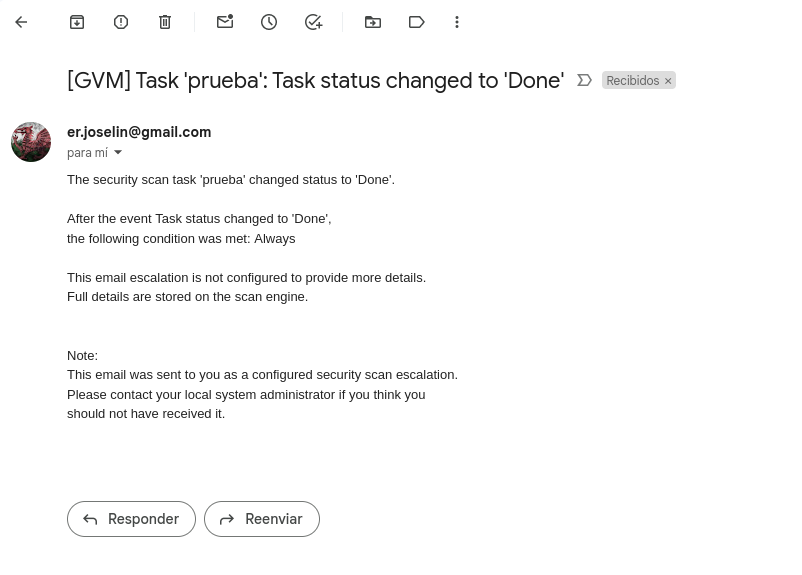 [GVM] Task 'prueba': Task status changed to 'Done'
Recibidos ×
er.joselin@gmail.com
para mí
The security scan task 'prueba' changed status to 'Done'.
After the event Task status changed to 'Done',
the following condition was met: Always
This email escalation is not configured to provide more details.
Full details are stored on the scan engine.
Note:
This email was sent to you as a configured security scan escalation.
Please contact your local system administrator if you think you
should not have received it.
Responder
Reenviar